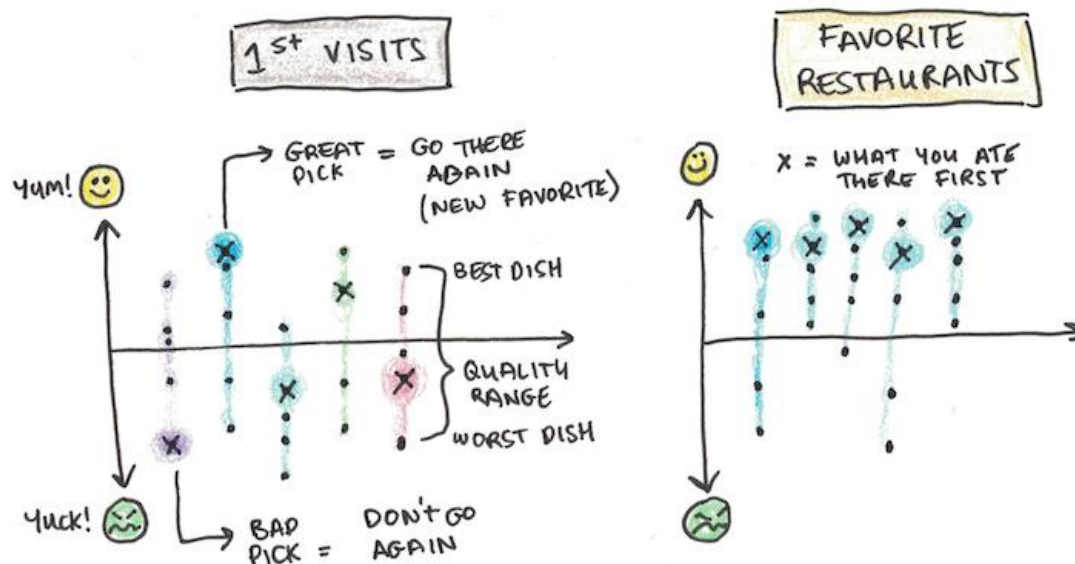 1st VISITS
Yum!
GREAT = GO THERE
PICK AGAIN
(NEW FAVORITE)
BEST DISH
QUALITY
RANGE
WORST DISH
Yuck!
BAD DON'T GO
PICK = AGAIN
FAVORITE
RESTAURANTS
X = WHAT YOU ATE
THERE FIRST